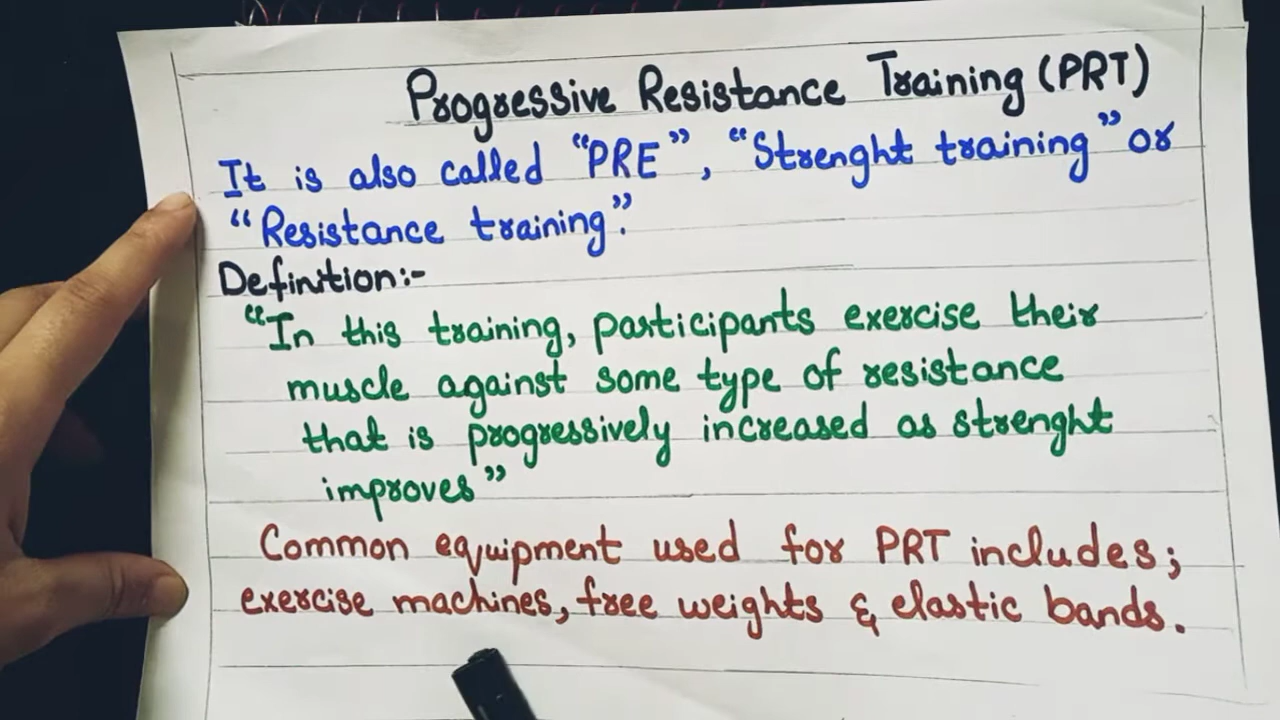 Progressive Resistance Training (PRT)
It is also called "PRE", "Strenght training" or
"Resistance training".
Definition:-
"In this training, participants exercise their
muscle against some type of resistance
that is progressively increased as strenght
improves"
Common equipment used for PRT includes;
exercise machines, free weights & elastic bands.